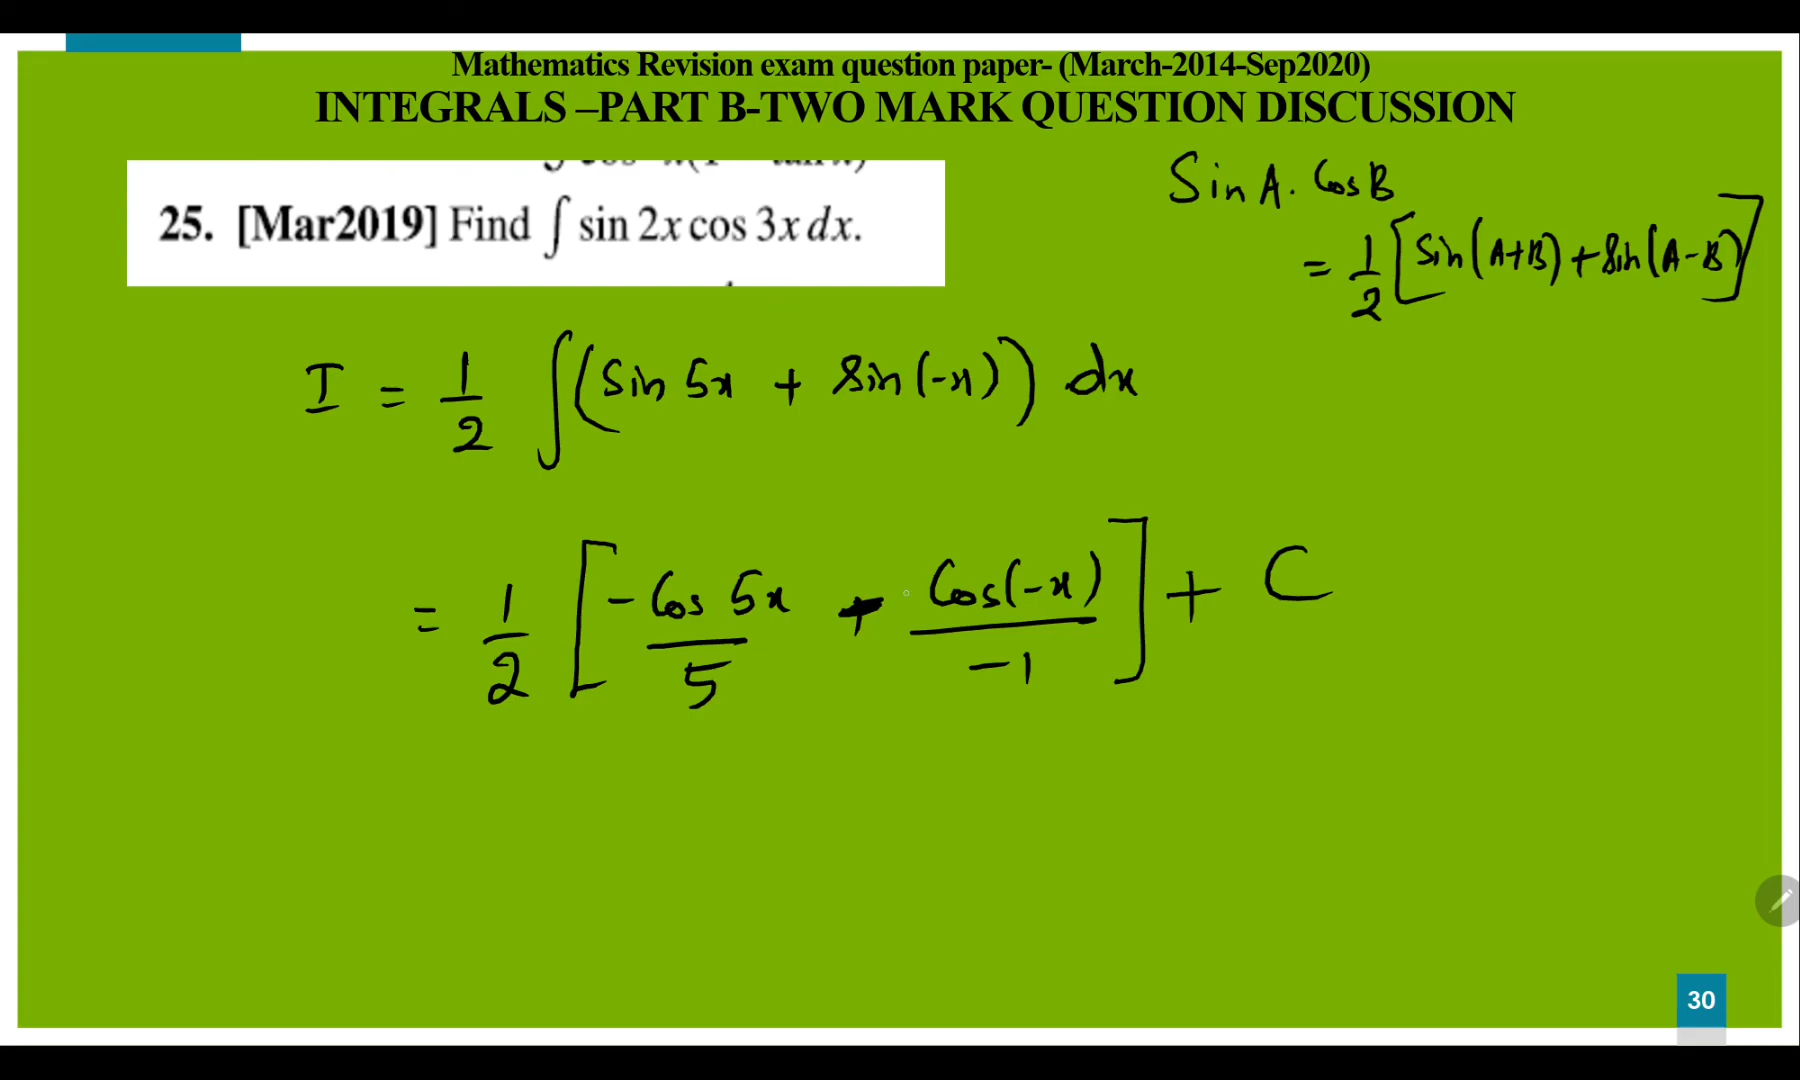 Mathematics Revision exam question paper- (March-2014-Sep2020)
INTEGRALS –PART B-TWO MARK QUESTION DISCUSSION
25. [Mar2019] Find ∫ sin 2x cos 3x dx.
Sin A. Cos B
= 1/2 [Sin(A+B) + Sin(A-B)]
I = 1/2 ∫(Sin 5x + Sin(-x)) dx
= 1/2 [-Cos 5x/5 - Cos(-x)/-1] + C
30